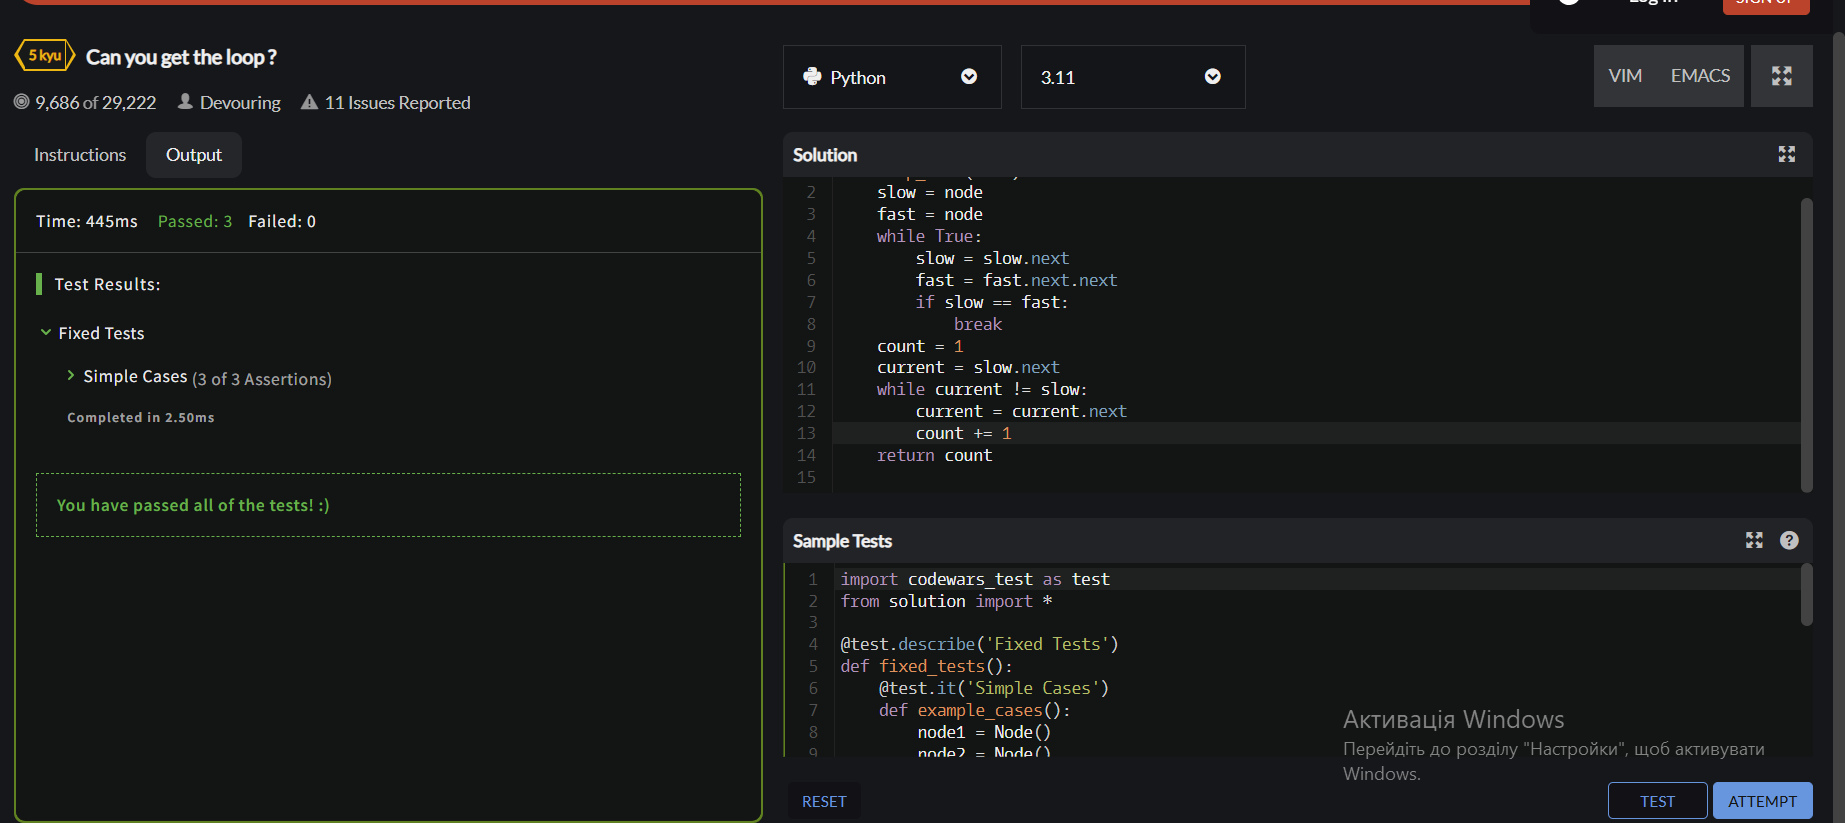 Log in
SIGN UP
5 kyu
Can you get the loop ?
9,686 of 29,222
Devouring
11 Issues Reported
Python
3.11
VIM
EMACS
Instructions
Output
Time: 445ms Passed: 3 Failed: 0
Test Results:
Fixed Tests
Simple Cases (3 of 3 Assertions)
Completed in 2.50ms
You have passed all of the tests! :)
Solution
2 slow = node
3 fast = node
4 while True:
5 slow = slow.next
6 fast = fast.next.next
7 if slow == fast:
8 break
9 count = 1
10 current = slow.next
11 while current != slow:
12 current = current.next
13 count += 1
14 return count
15
Sample Tests
1 import codewars_test as test
2 from solution import *
3
4 @test.describe('Fixed Tests')
5 def fixed_tests():
6 @test.it('Simple Cases')
7 def example_cases():
8 node1 = Node()
9 node2 = Node()
Активація Windows
Перейдіть до розділу "Настройки", щоб активувати
Windows.
RESET
TEST
ATTEMPT